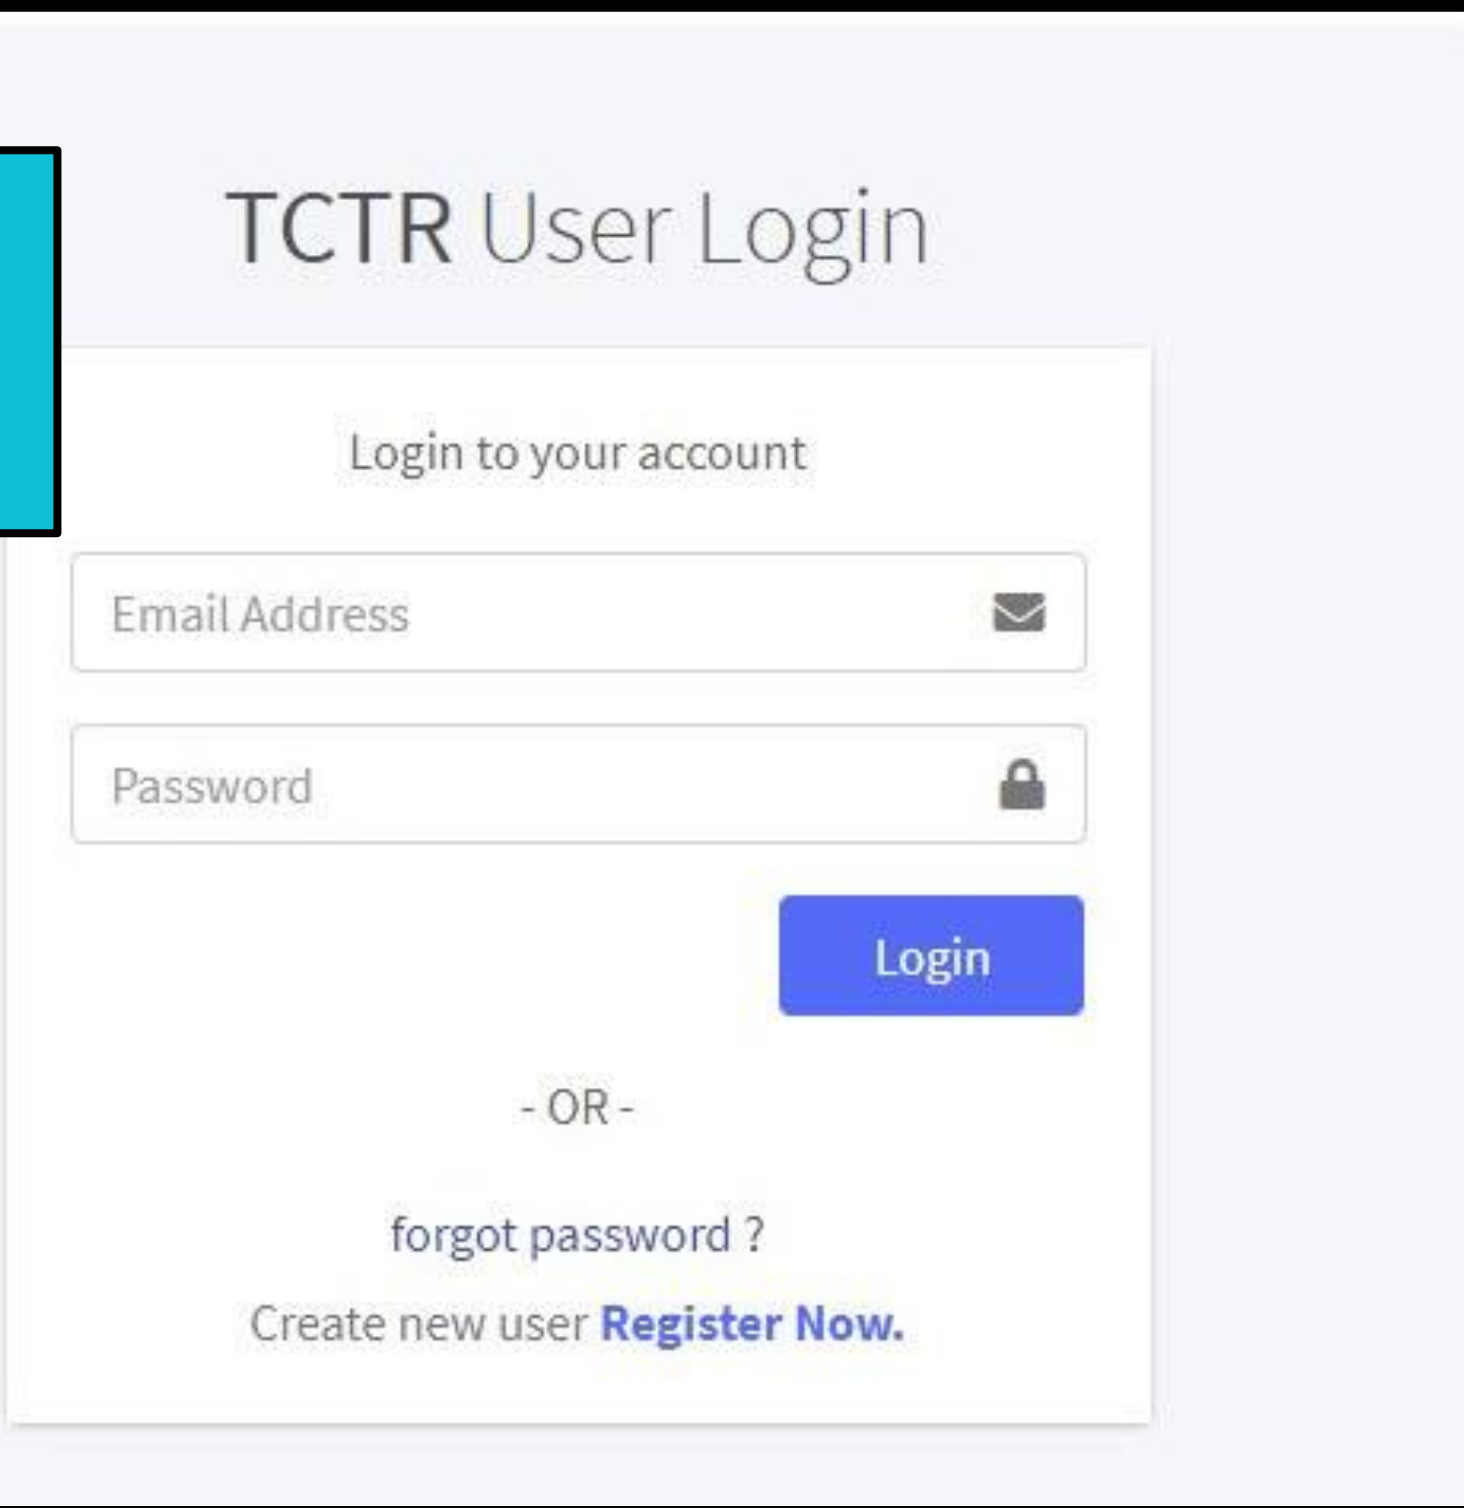 TCTR User Login
Login to your account
Email Address
Password
Login
- OR -
forgot password ?
Create new user Register Now.